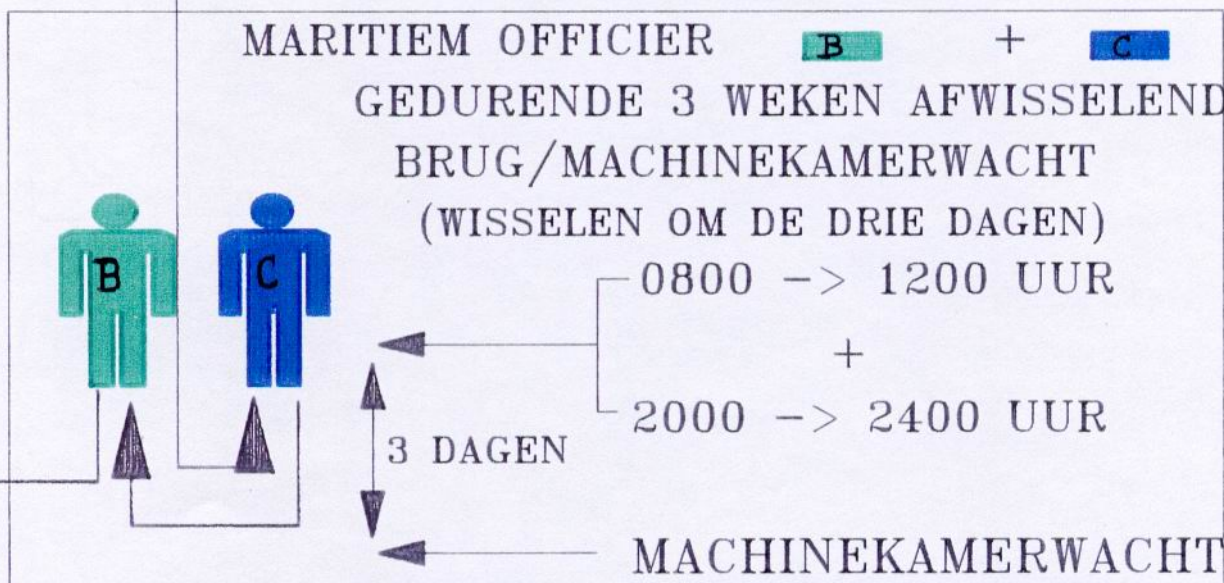 MARITIEM OFFICIER B + C
GEDURENDE 3 WEKEN AFWISSELEND
BRUG/MACHINEKAMERWACHT
(WISSELEN OM DE DRIE DAGEN)
B C
0800 -> 1200 UUR
+
2000 -> 2400 UUR
3 DAGEN
MACHINEKAMERWACHT